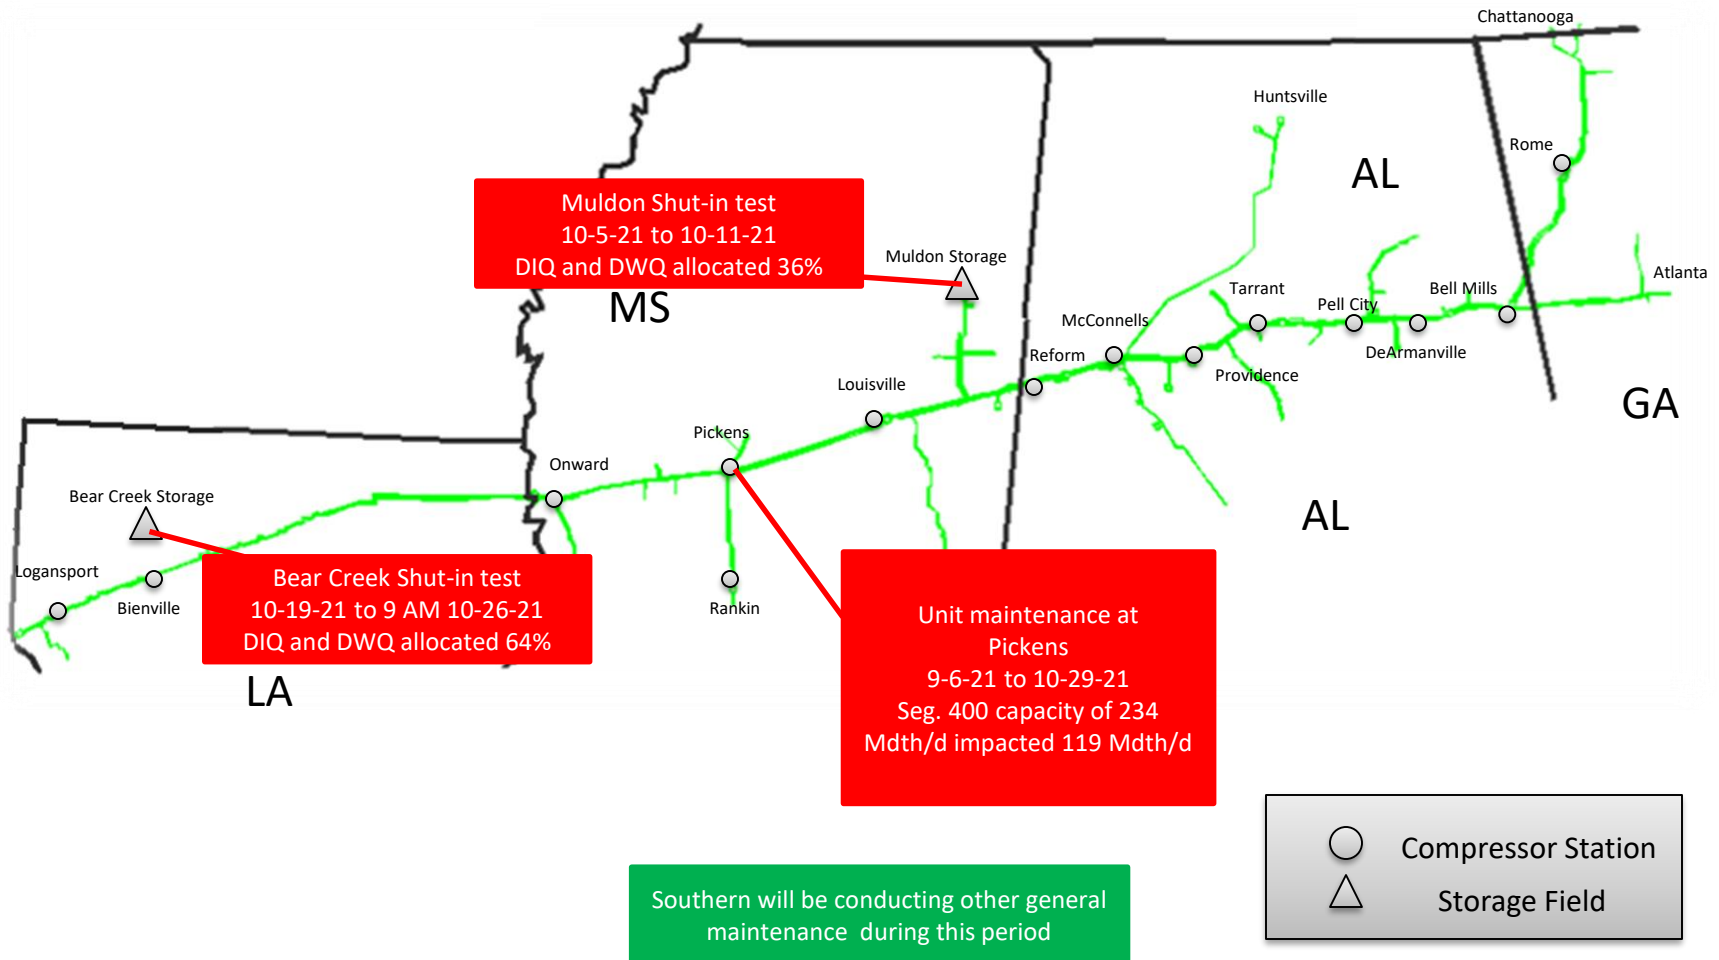 Chattanooga
Huntsville
Rome
AL
Muldon Shut-in test
10-5-21 to 10-11-21
DIQ and DWQ allocated 36%
Muldon Storage
MS
Atlanta
Tarrant
Bell Mills
Pell City
McConnells
Reform
DeArmanville
Providence
Louisville
GA
Pickens
Onward
Bear Creek Storage
AL
Logansport
Bienville
Rankin
Bear Creek Shut-in test
10-19-21 to 9 AM 10-26-21
DIQ and DWQ allocated 64%
LA
Unit maintenance at
Pickens
9-6-21 to 10-29-21
Seg. 400 capacity of 234
Mdth/d impacted 119 Mdth/d
Compressor Station
Storage Field
Southern will be conducting other general
maintenance during this period